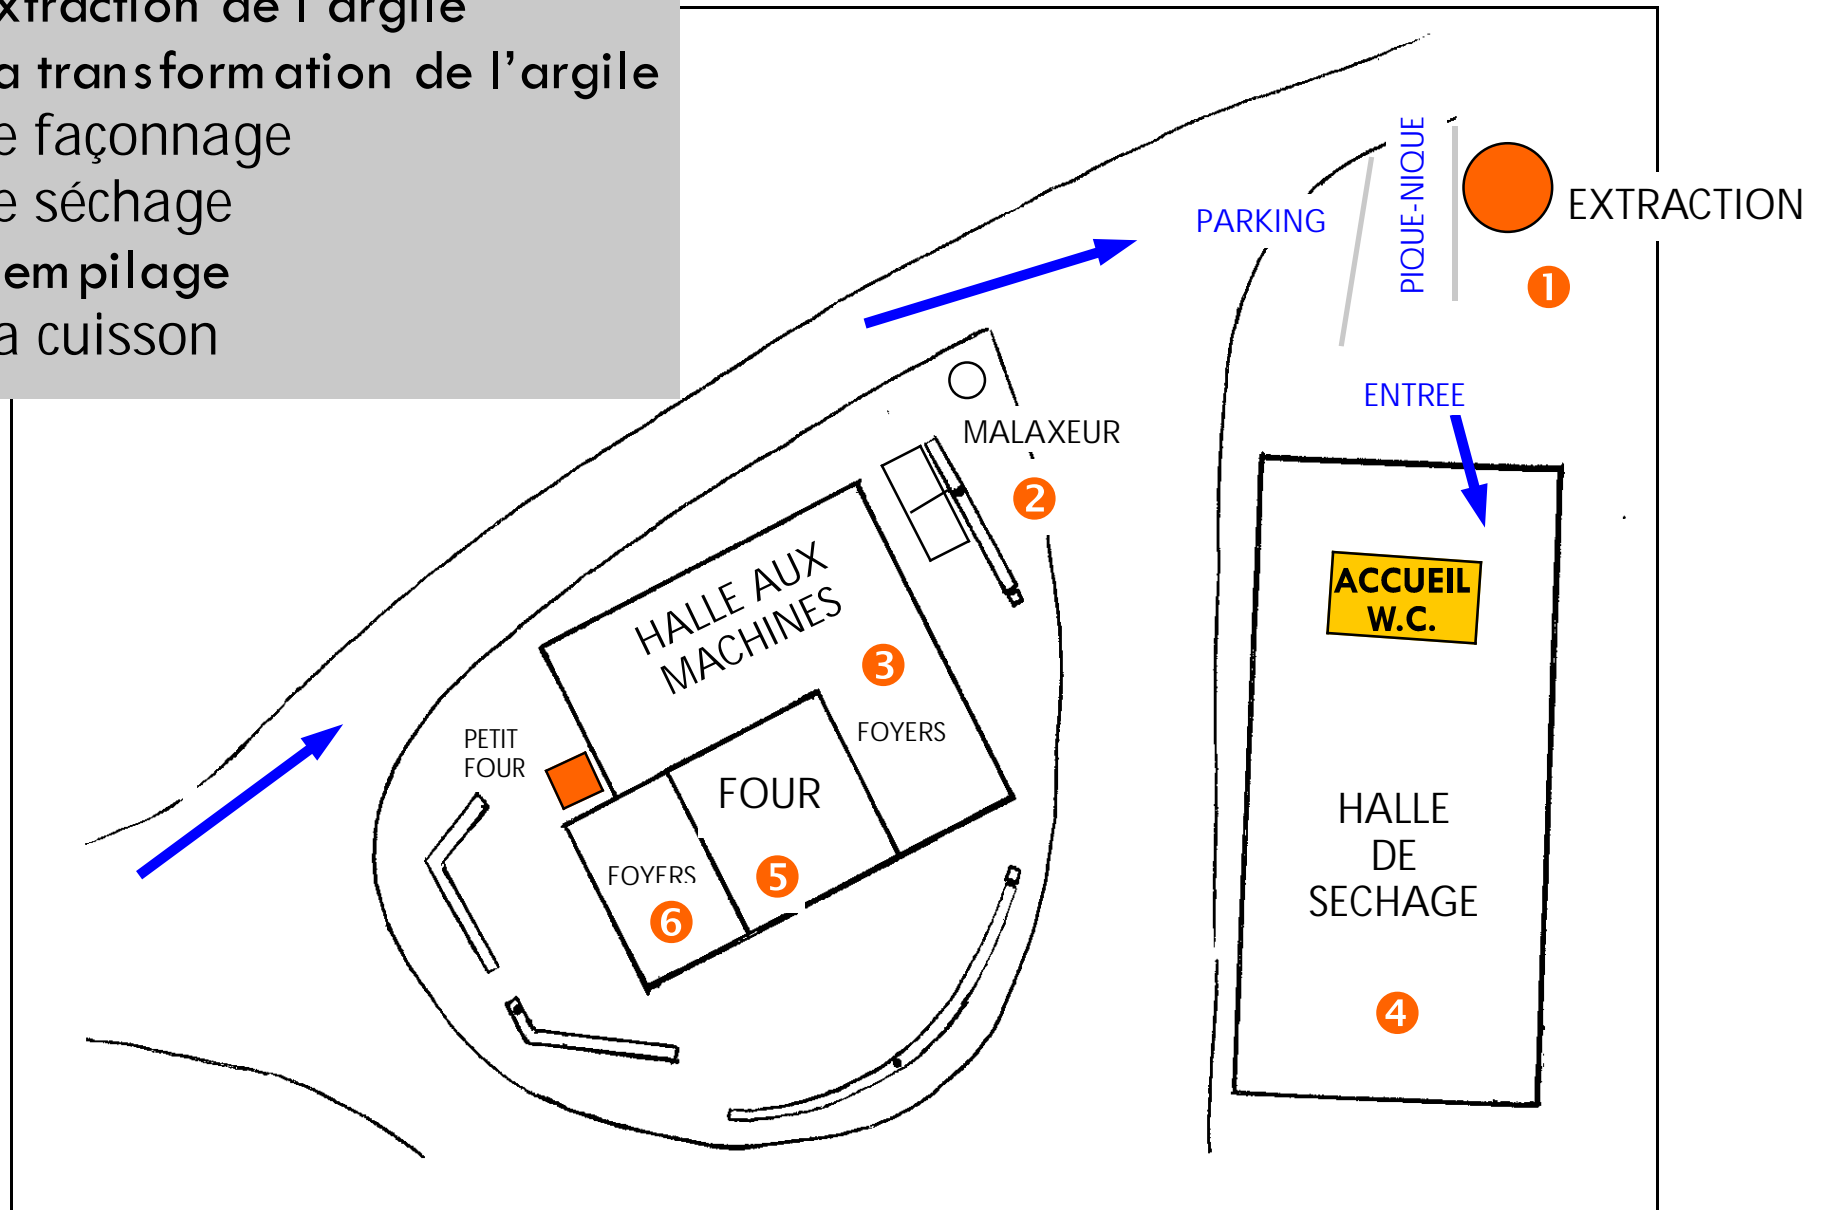 xtraction de l'argile
a transformation de l'argile
e façonnage
e séchage
empilage
a cuisson
PIQUE-NIQUE
EXTRACTION
PARKING
1
ENTREE
MALAXEUR
2
HALLE AUX
MACHINES
ACCUEIL
W.C.
3
PETIT
FOUR
FOYERS
FOUR
HALLE
DE
SECHAGE
FOYERS
5
6
4